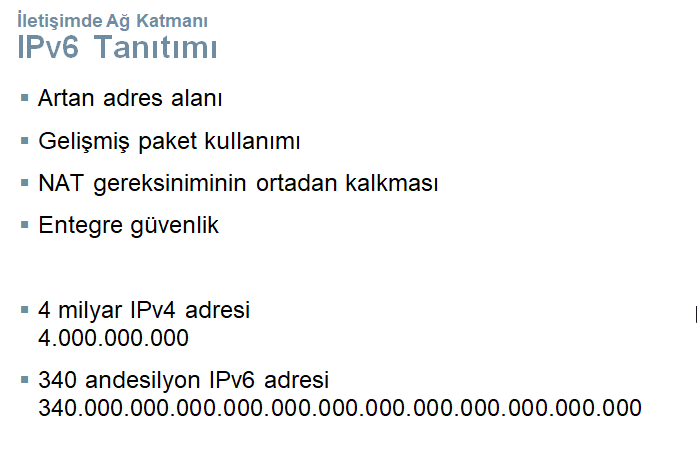 İletişimde Ağ Katmanı
IPv6 Tanıtımı
▪ Artan adres alanı
▪ Gelişmiş paket kullanımı
▪ NAT gereksiniminin ortadan kalkması
▪ Entegre güvenlik
▪ 4 milyar IPv4 adresi
4.000.000.000
▪ 340 andesilyon IPv6 adresi
340.000.000.000.000.000.000.000.000.000.000.000.000